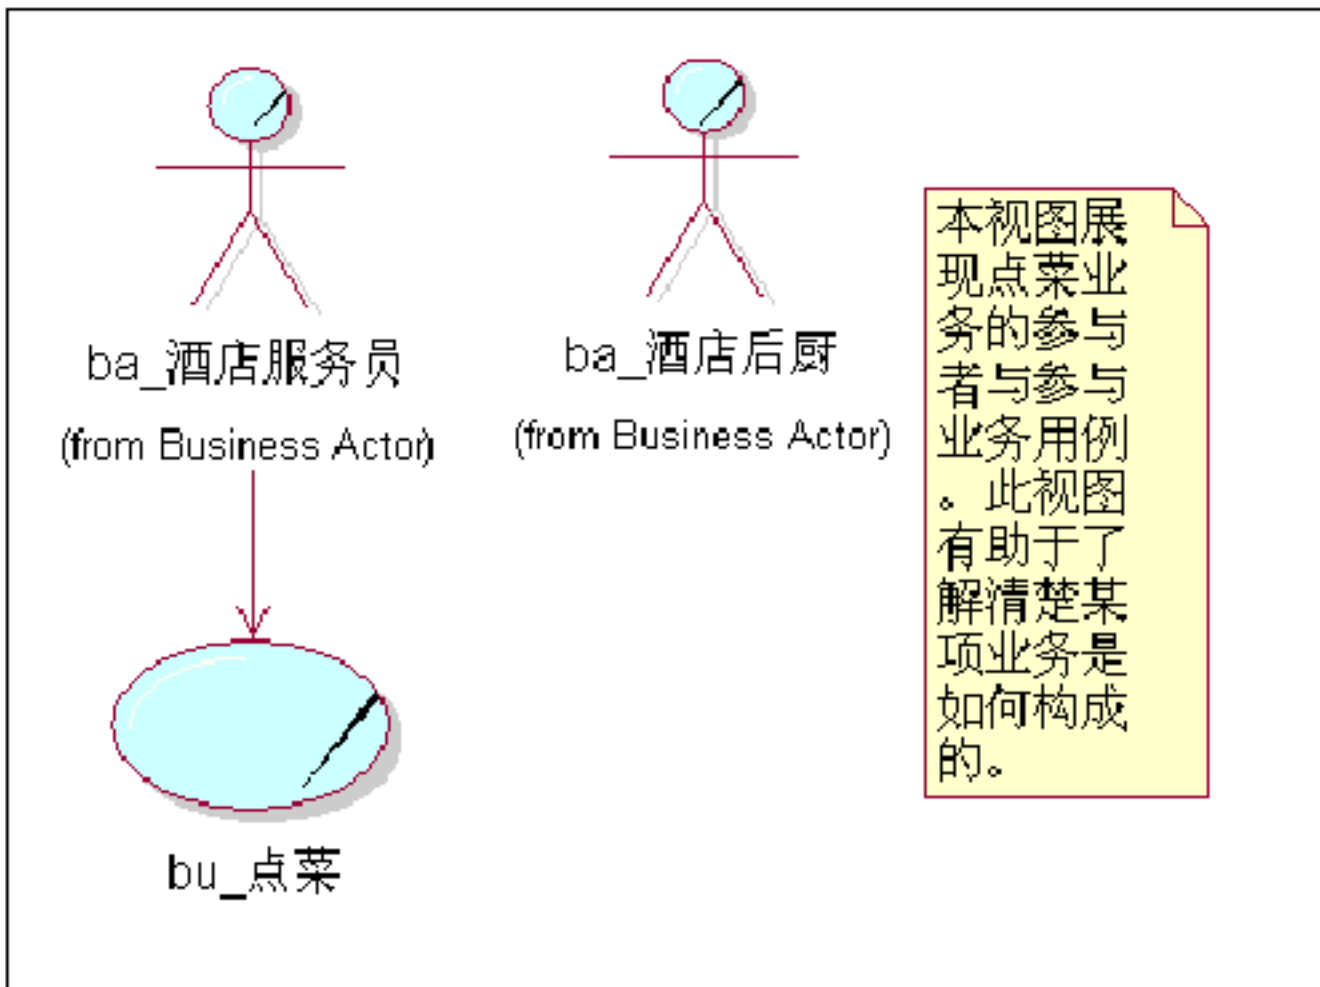 ba_酒店服务员
(from Business Actor)
ba_酒店后厨
(from Business Actor)
本视图展
现点菜业
务的参与
者与参与
业务用例
。此视图
有助于了
解清楚某
项业务是
如何构成
的。
bu_点菜